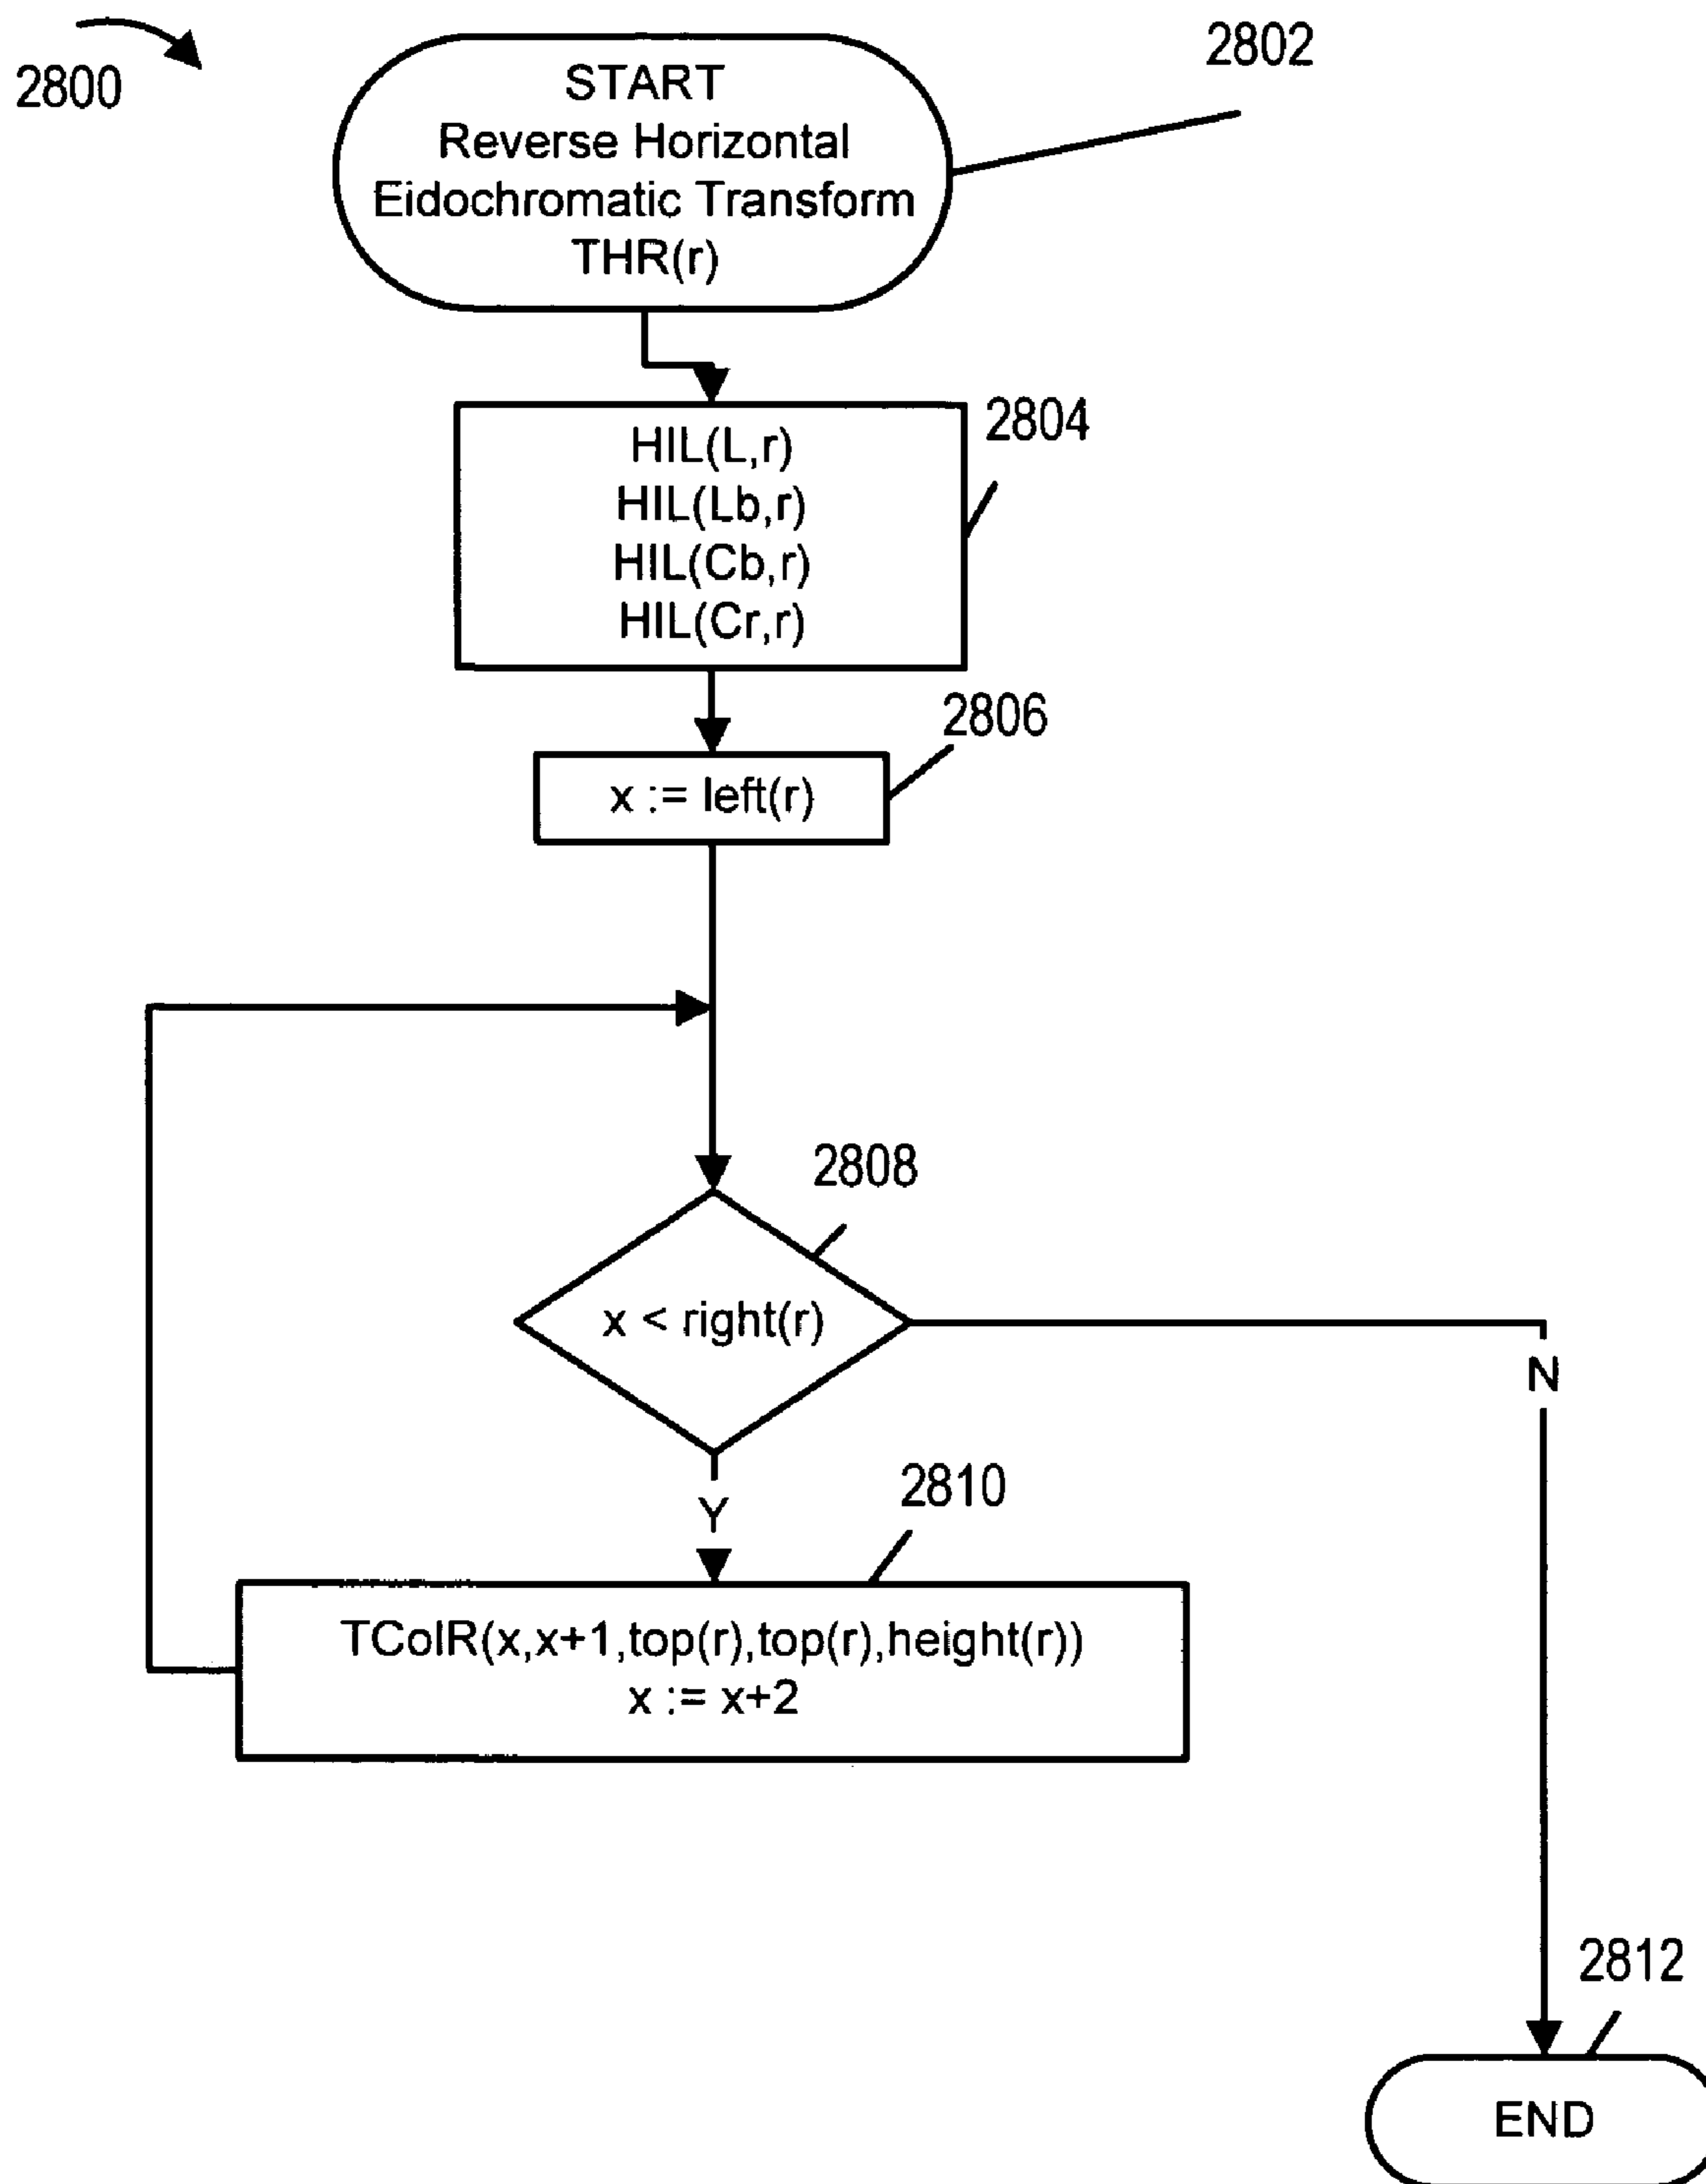 2800
2802
START
Reverse Horizontal
Eidochromatic Transform
THR(r)
2804
HIL(L,r)
HIL(Lb,r)
HIL(Cb,r)
HIL(Cr,r)
2806
x := left(r)
2808
x < right(r)
N
Y
2810
TColR(x,x+1,top(r),top(r),height(r))
x := x+2
2812
END